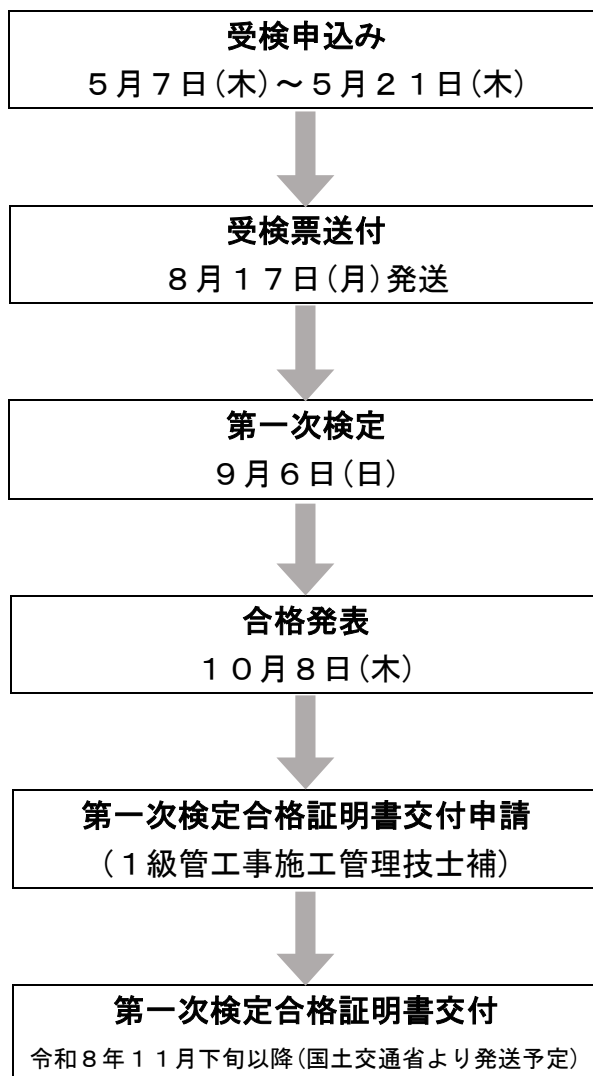 受検申込み
５月７日（木）～５月２１日（木）
受検票送付
８月１７日（月）発送
第一次検定
９月６日（日）
合格発表
１０月８日（木）
第一次検定合格証明書交付申請
（１級管工事施工管理技士補）
第一次検定合格証明書交付
令和８年１１月下旬以降（国土交通省より発送予定）